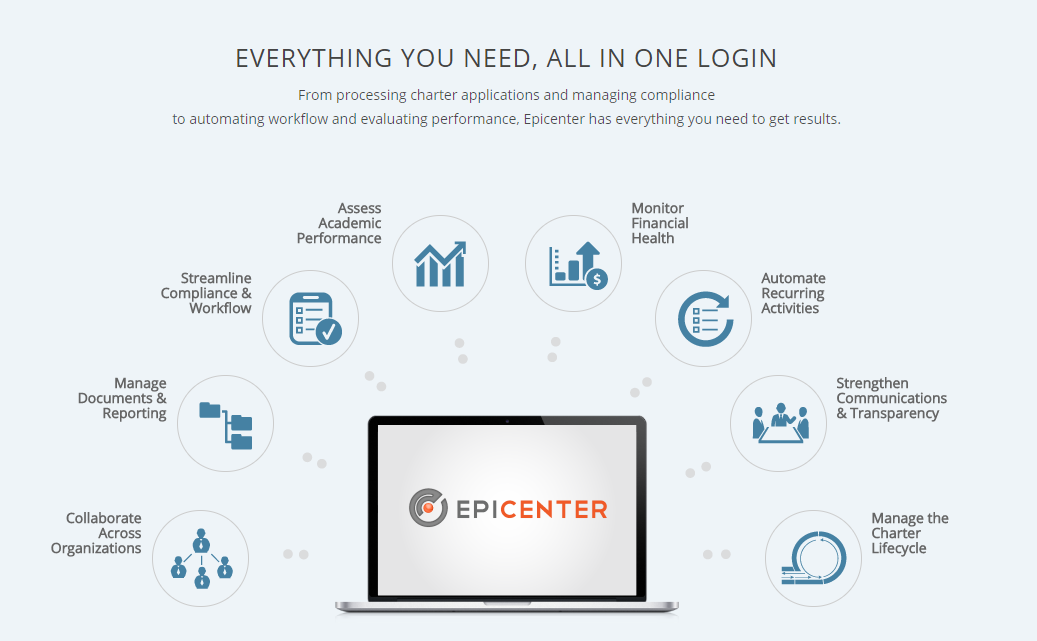 EVERYTHING YOU NEED, ALL IN ONE LOGIN
From processing charter applications and managing compliance
to automating workflow and evaluating performance, Epicenter has everything you need to get results.
Assess
Academic
Performance
Monitor
Financial
Health
Streamline
Compliance &
Workflow
Automate
Recurring
Activities
Manage
Documents &
Reporting
Strengthen
Communications
& Transparency
EPICENTER
Collaborate
Across
Organizations
Manage the
Charter
Lifecycle
$